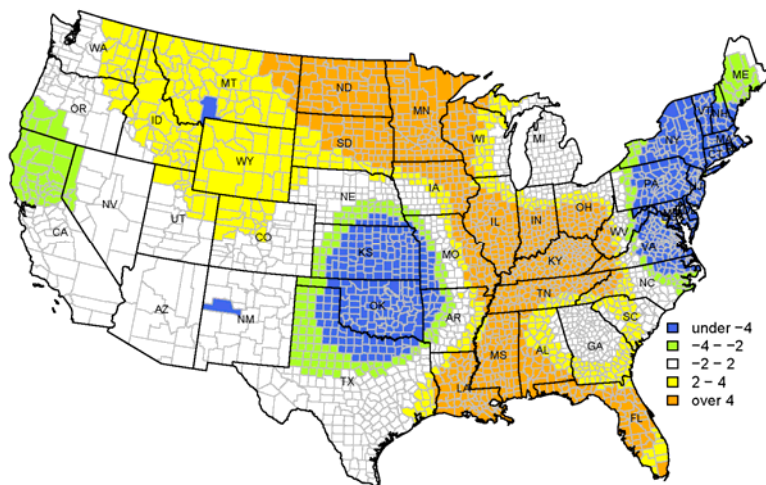 WA
MT
ND
MN
ME
OR
ID
SD
WI
MI
VT
NH
NY
MA
WY
IA
PA
NE
NV
UT
CO
IL
IN
OH
WV
VA
CA
KS
MO
KY
NC
AZ
NM
OK
AR
TN
SC
TX
LA
MS
AL
GA
FL
under −4
−4 − −2
−2 − 2
2 − 4
over 4